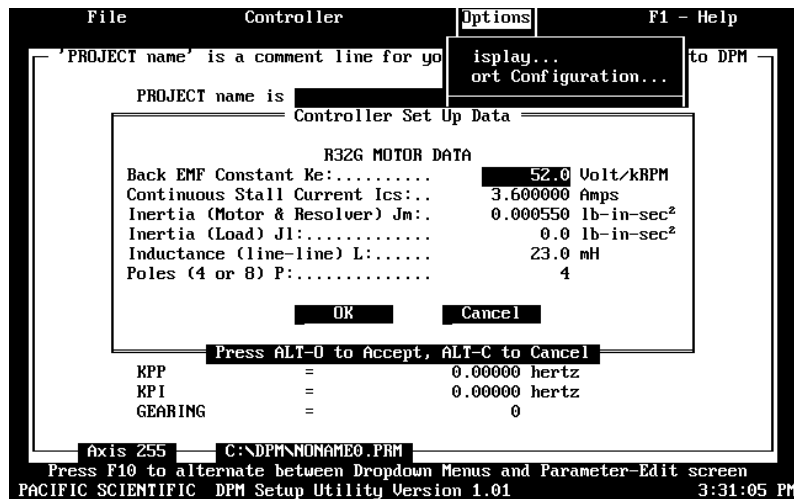 File Controller Options F1 - Help
'PROJECT name' is a comment line for yo
isplay...
to DPM
ort Configuration...
PROJECT name is
Controller Set Up Data
R32G MOTOR DATA
Back EMF Constant Ke:.......... 52.0 Volt/kRPM
Continuous Stall Current Ics:.. 3.600000 Amps
Inertia (Motor & Resolver) Jm:. 0.000550 lb-in-sec²
Inertia (Load) Jl:............. 0.0 lb-in-sec²
Inductance (line-line) L:...... 23.0 mH
Poles (4 or 8) P:.............. 4
OK Cancel
Press ALT-O to Accept, ALT-C to Cancel
KPP = 0.00000 hertz
KPI = 0.00000 hertz
GEARING = 0
Axis 255 C:\DPM\NONAME0.PRM
Press F10 to alternate between Dropdown Menus and Parameter-Edit screen
PACIFIC SCIENTIFIC DPM Setup Utility Version 1.01 3:31:05 PM